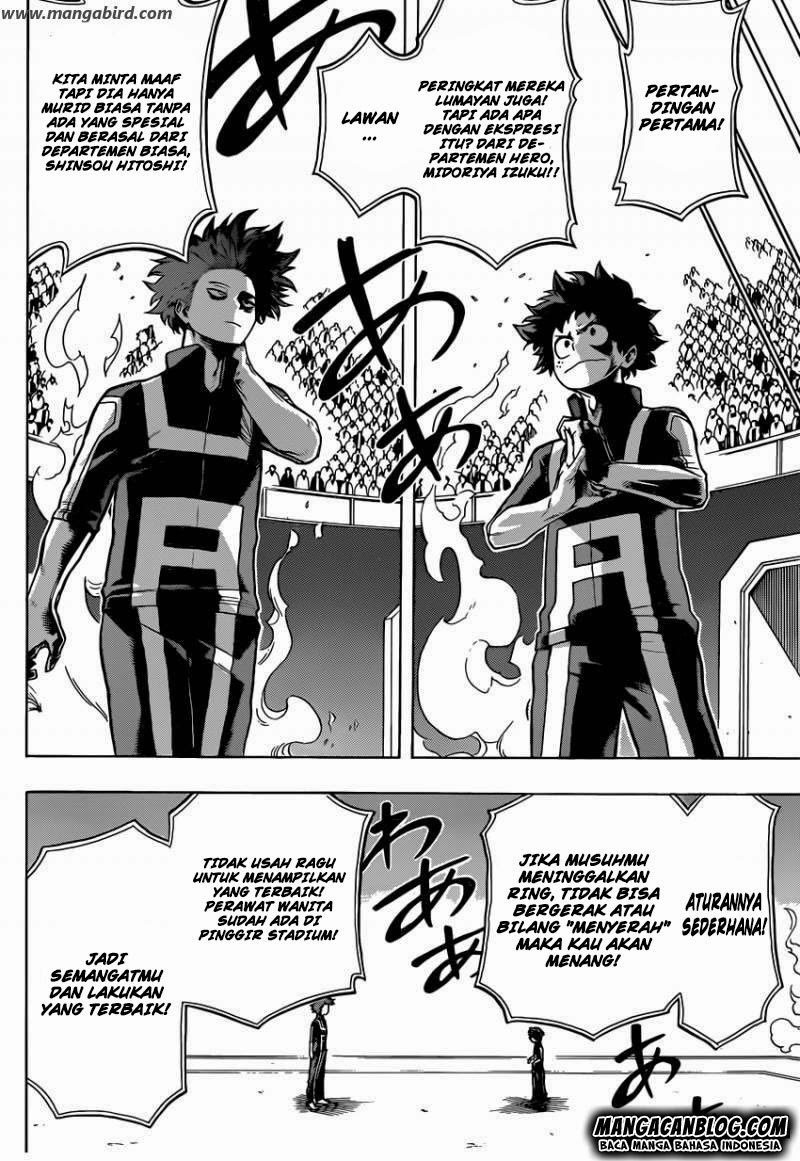 www.mangabird.org
PERTAN-
DINGAN
PERTAMA!
PERINGKAT MEREKA
LUMAYAN JUGA!
TAPI ADA APA
DENGAN EKSPRESI
ITU? DARI DE-
PARTEMEN HERO,
MIDORIYA IZUKU!!
LAWAN
...
KITA MINTA MAAF
TAPI DIA HANYA
MURID BIASA TANPA
ADA YANG SPESIAL
DAN BERASAL DARI
DEPARTEMEN BIASA,
SHINSOU HITOSHI!
あ
あ
あ
A
A
ATURANNYA
SEDERHANA!
JIKA MUSUHMU
MENINGGALKAN
RING, TIDAK BISA
BERGERAK ATAU
BILANG "MENYERAH"
MAKA KAU AKAN
MENANG!
わ
あ
あ
あ
TIDAK USAH RAGU
UNTUK MENAMPILKAN
YANG TERBAIK!
PERAWAT WANITA
SUDAH ADA DI
PINGGIR STADIUM!
JADI
SEMANGATMU
DAN LAKUKAN
YANG TERBAIK!
MANGACANBLOG.COM
BACA MANGA BAHASA INDONESIA